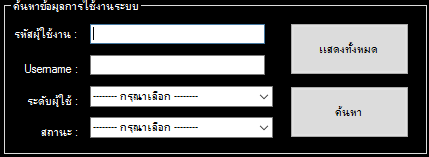 ค้นหาข้อมูลการใช้งานระบบ
รหัสผู้ใช้งาน :
แสดงทั้งหมด
Username :
ระดับผู้ใช้ :
-------- กรุณาเลือก --------
ค้นหา
สถานะ :
-------- กรุณาเลือก --------